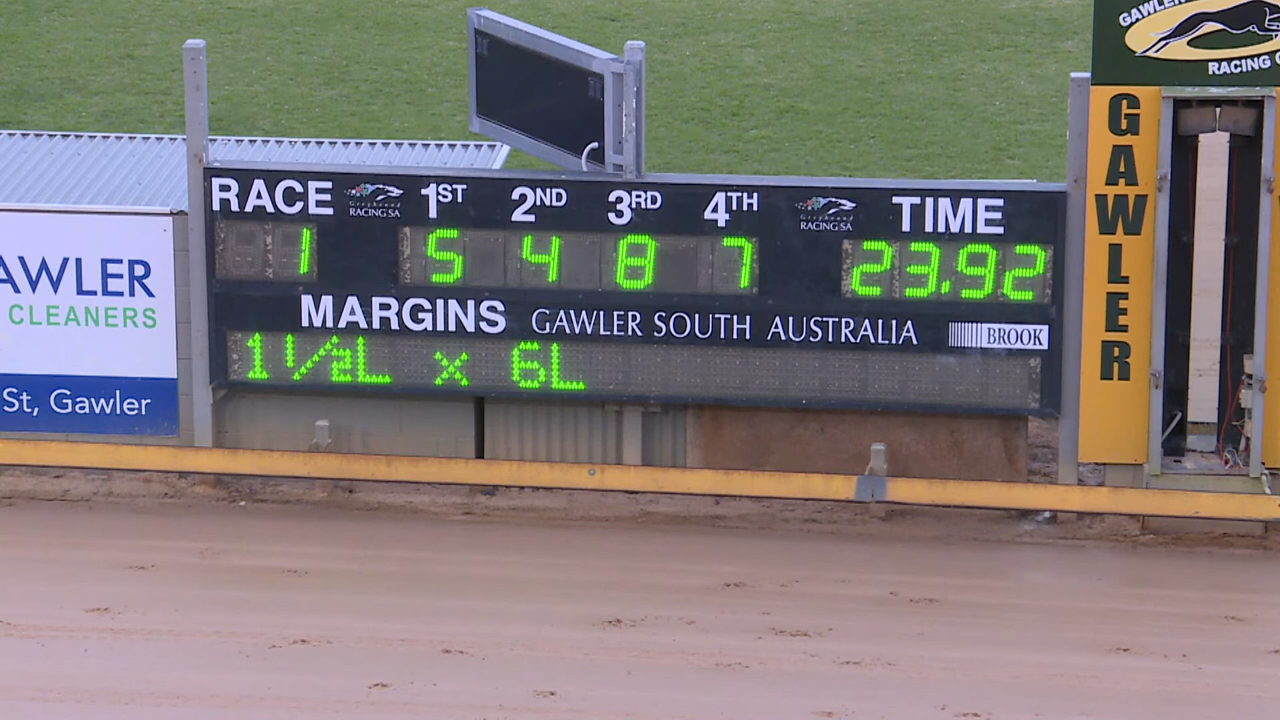 GAWLER
RACING
RACE 1ST 2ND 3RD 4TH TIME
Greyhound
RACING SA
Greyhound
RACING SA
1 5 4 8 7 23.92
MARGINS GAWLER SOUTH AUSTRALIA BROOK
1 1/2L x 6L
AWLER
CLEANERS
St, Gawler